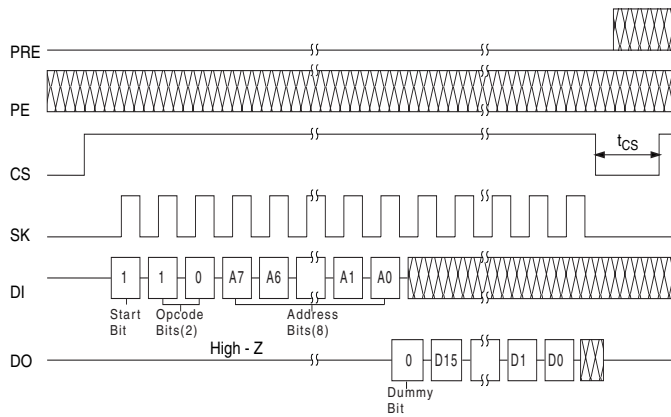 PRE
PE
tCS
CS
SK
1 1 0 A7 A6 A1 A0
DI
Start Bit
Opcode Bits(2)
Address Bits(8)
High - Z
DO
0 D15 D1 D0
Dummy Bit